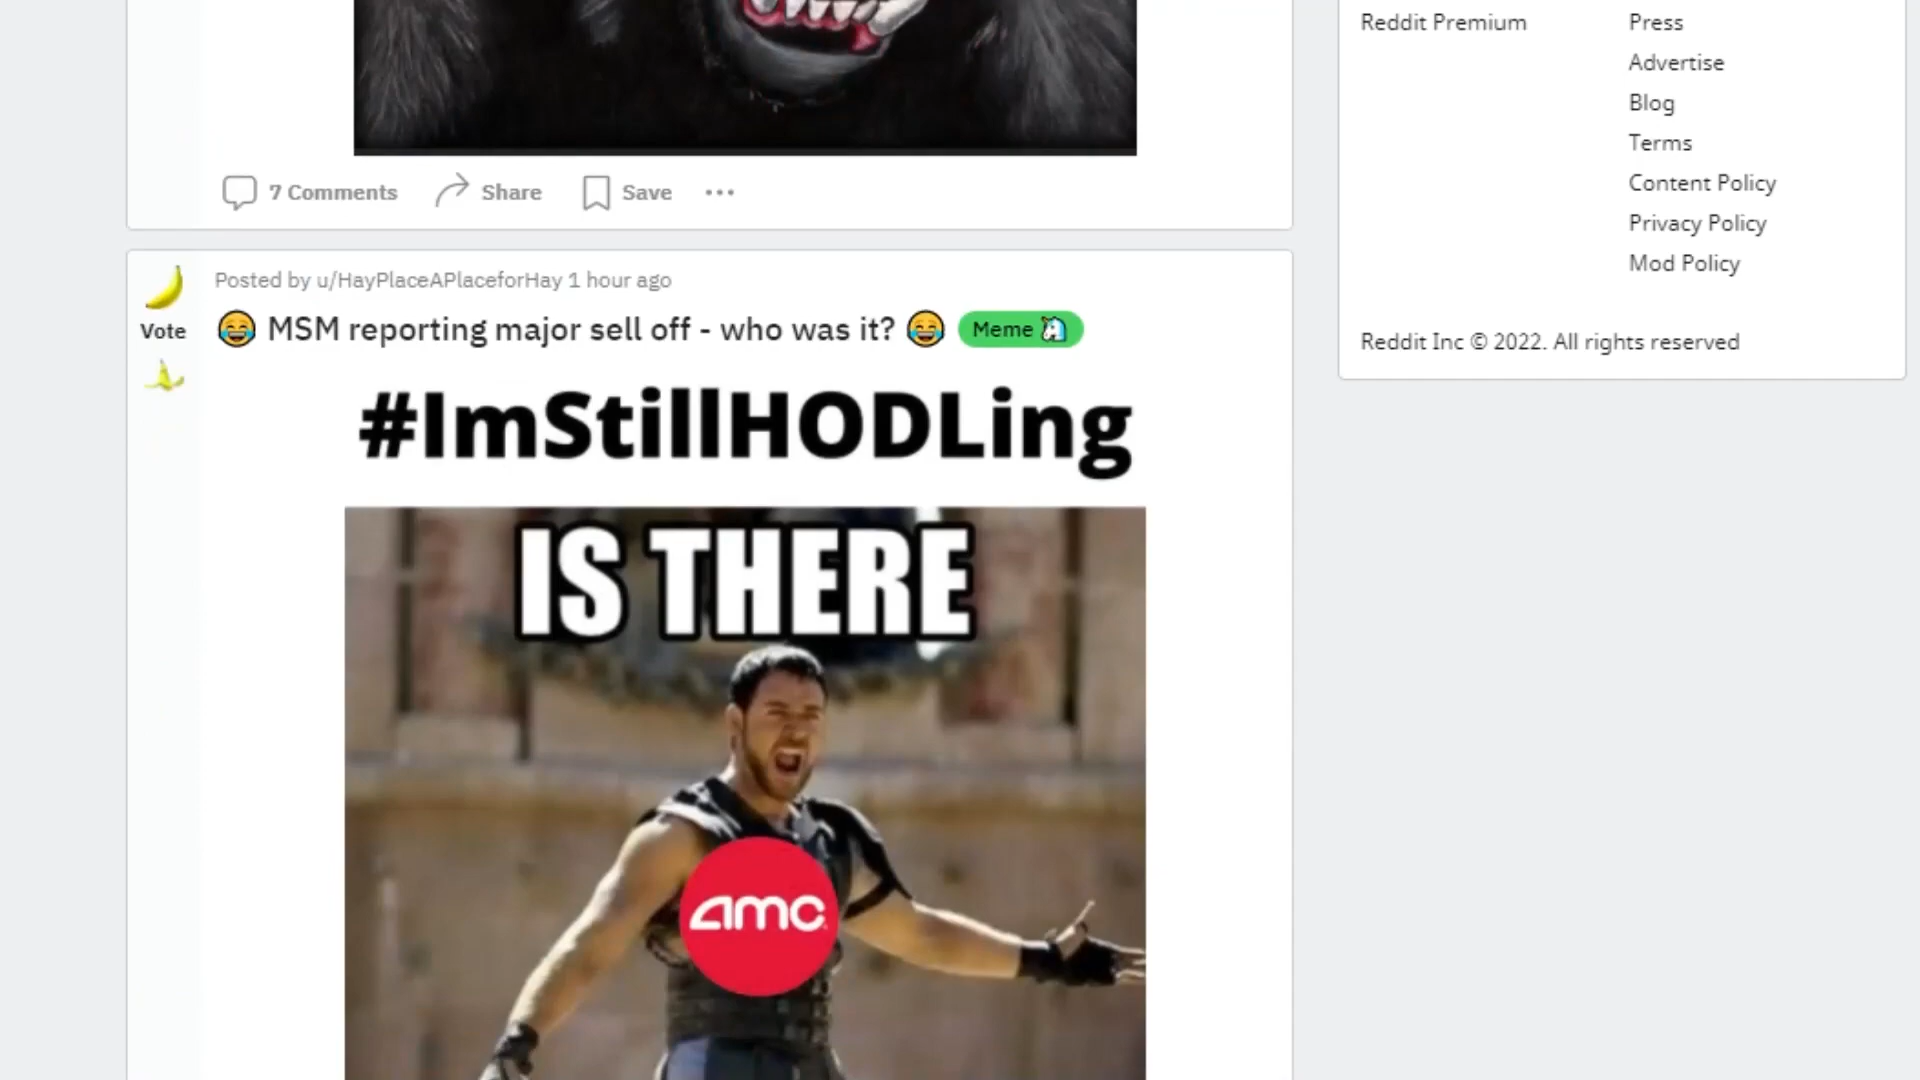 Reddit Premium
Press
Advertise
Blog
Terms
Content Policy
Privacy Policy
Mod Policy
Reddit Inc © 2022. All rights reserved
7 Comments
Share
Save
Posted by u/HayPlaceAPlaceforHay 1 hour ago
Vote
😂 MSM reporting major sell off - who was it? 😂 Meme 🦄
#ImStillHODLing
IS THERE
amc